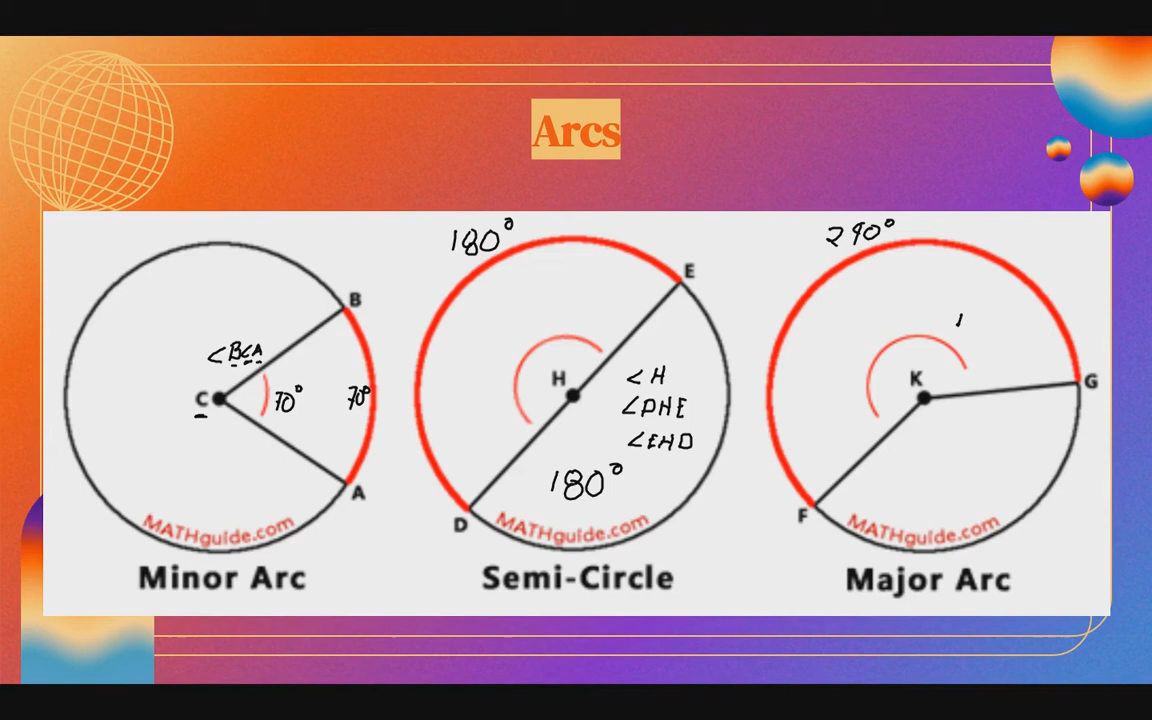 Arcs
180°
E
D
H
∠H
∠DHE
∠EHD
180°
MATHguide.com
Semi-Circle
B
∠BCA
C
70°
70°
A
MATHguide.com
Minor Arc
290°
K
G
F
MATHguide.com
Major Arc